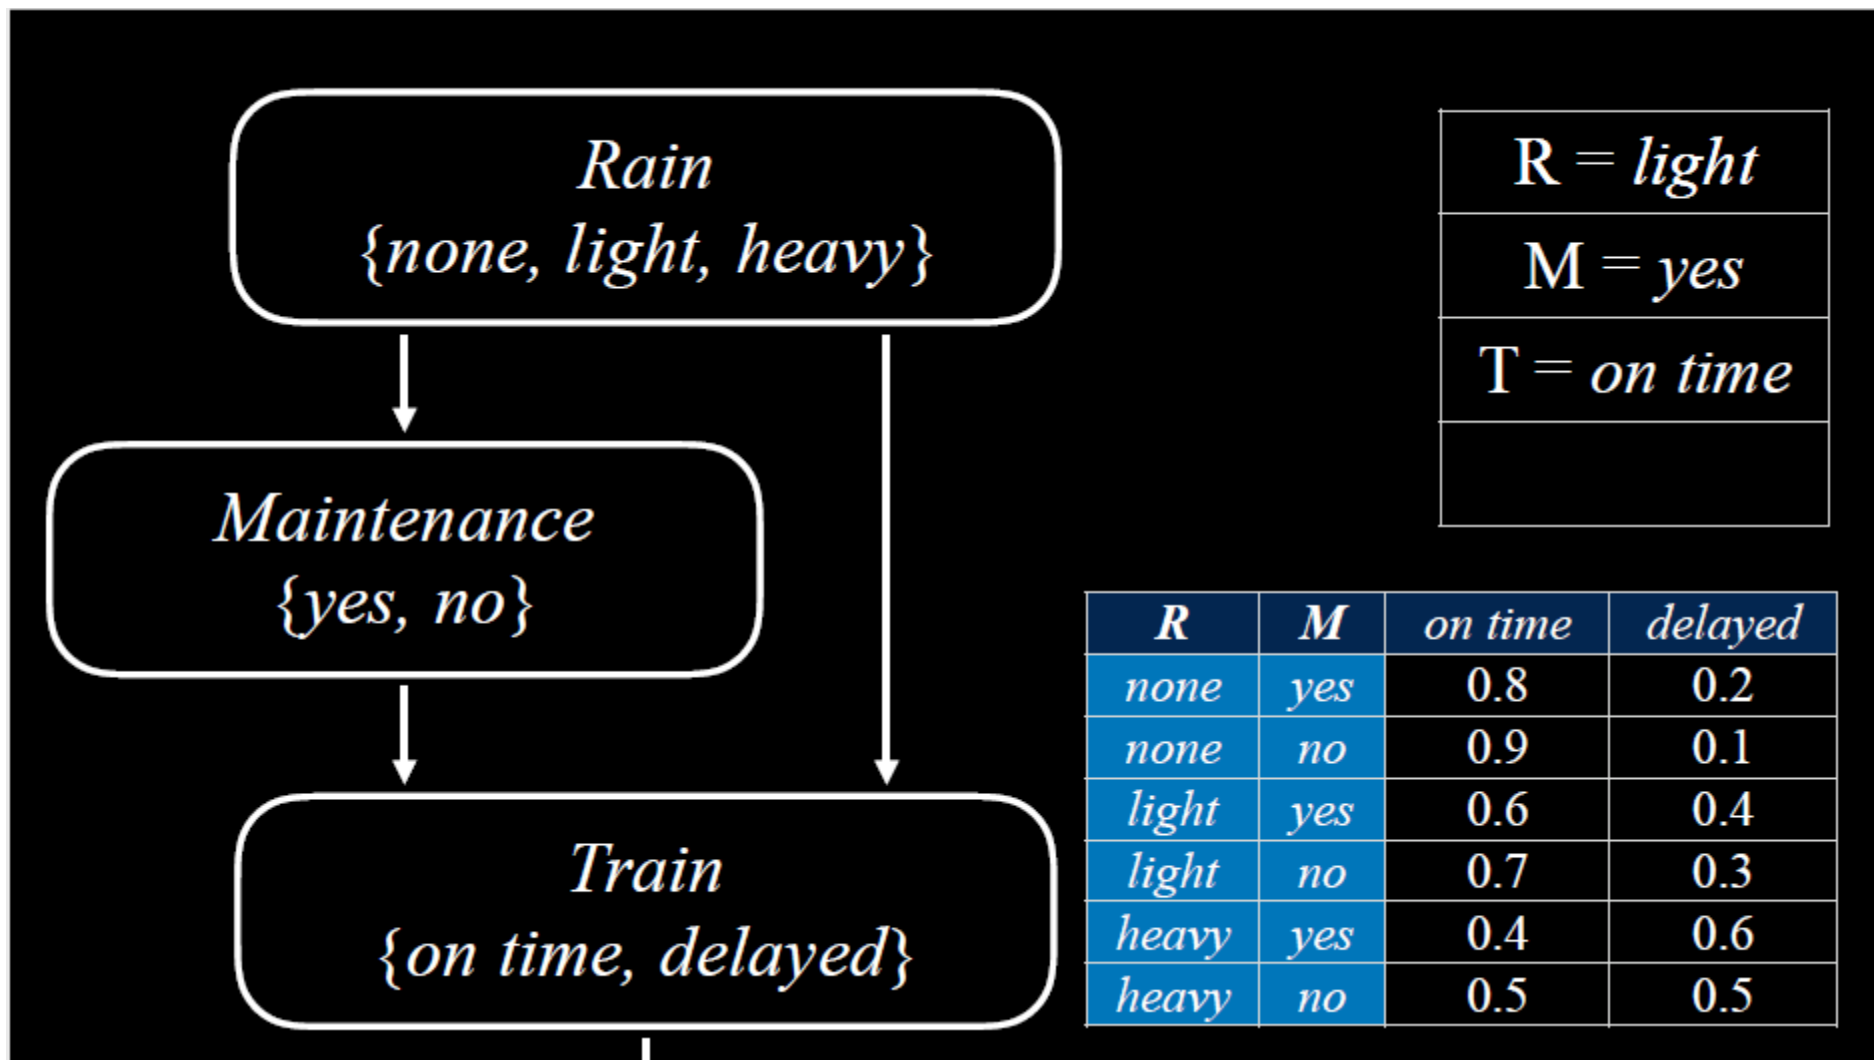 Rain
{none, light, heavy}
Maintenance
{yes, no}
Train
{on time, delayed}
R = light
M = yes
T = on time
R M on time delayed
none yes 0.8 0.2
none no 0.9 0.1
light yes 0.6 0.4
light no 0.7 0.3
heavy yes 0.4 0.6
heavy no 0.5 0.5